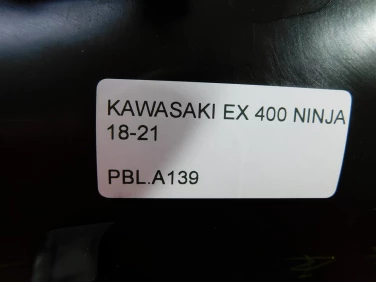 KAWASAKI EX 400 NINJA
18-21
PBL.A139